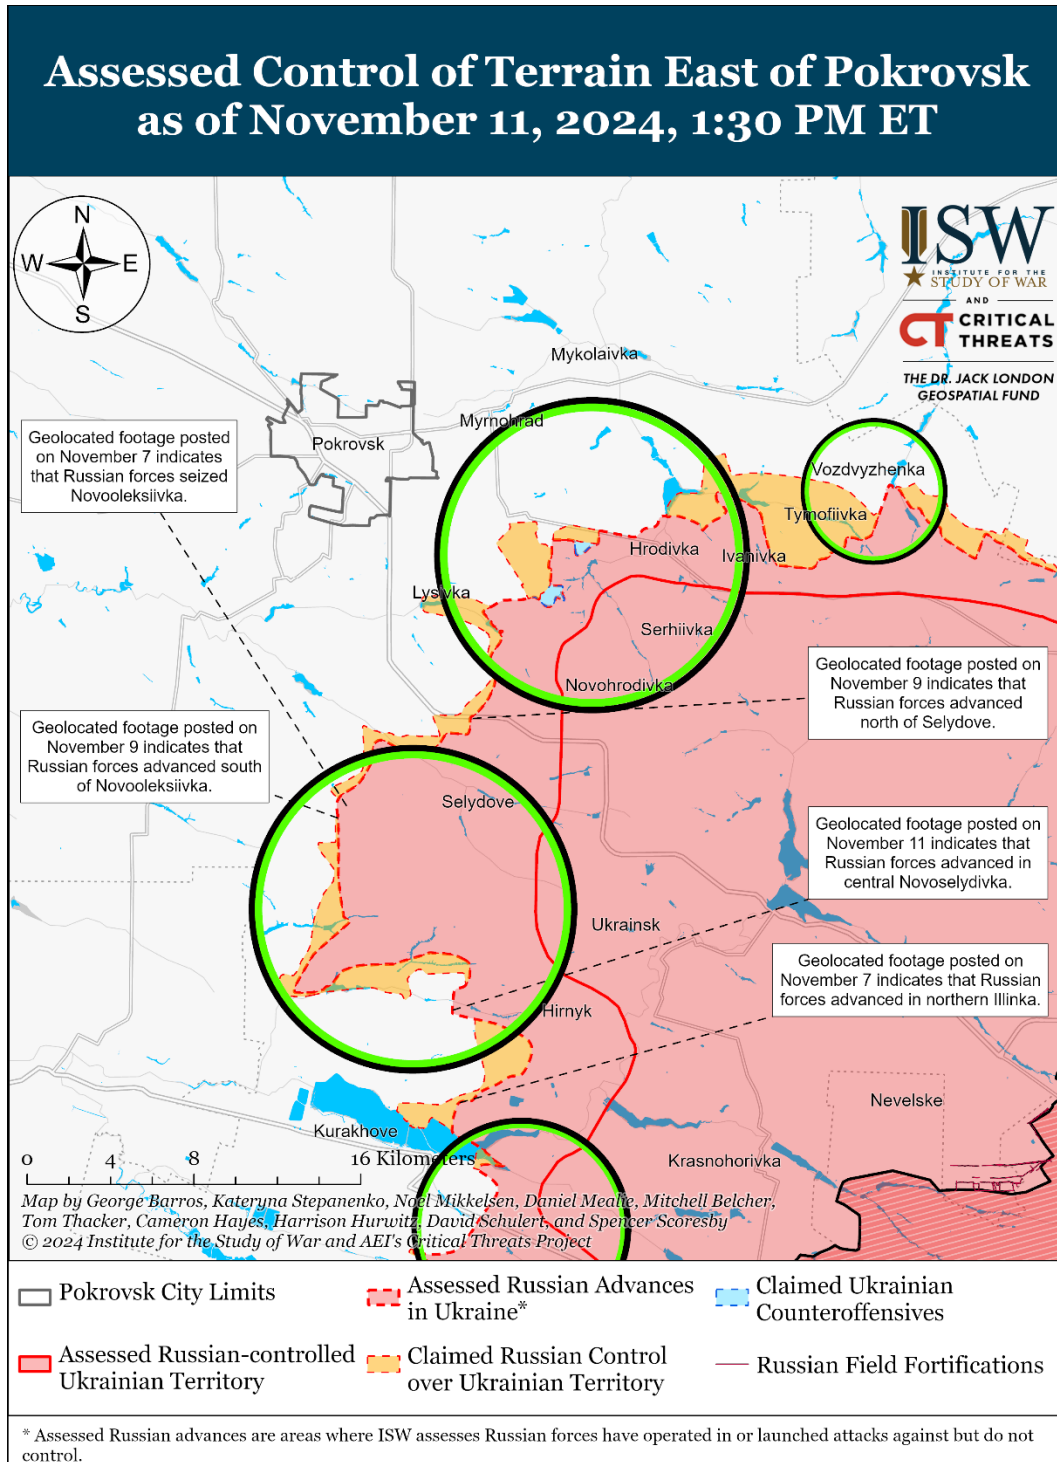 Assessed Control of Terrain East of Pokrovsk
as of November 11, 2024, 1:30 PM ET
N
W
E
S
ISW
INSTITUTE FOR THE
STUDY OF WAR
AND
CT CRITICAL
THREATS
THE DR. JACK LONDON
GEOSPATIAL FUND
Mykolaivka
Myrnohrad
Pokrovsk
Geolocated footage posted
on November 7 indicates
that Russian forces seized
Novooleksiivka.
Vozdvyzhenka
Tymofiivka
Hrodivka
Ivanivka
Lysivka
Serhiivka
Novohrodivka
Geolocated footage posted on
November 9 indicates that
Russian forces advanced
north of Selydove.
Geolocated footage posted on
November 9 indicates that
Russian forces advanced south
of Novooleksiivka.
Selydove
Geolocated footage posted on
November 11 indicates that
Russian forces advanced in
central Novoselydivka.
Ukrainsk
Geolocated footage posted on
November 7 indicates that Russian
forces advanced in northern Illinka.
Hirnyk
Nevelske
Kurakhove
Krasnohorivka
0 4 8 16 Kilometers
Map by George Barros, Kateryna Stepanenko, Noel Mikkelsen, Daniel Mealie, Mitchell Belcher,
Tom Thacker, Cameron Hayes, Harrison Hurwitz, David Schulert, and Spencer Scoresby
© 2024 Institute for the Study of War and AEI's Critical Threats Project
Pokrovsk City Limits
Assessed Russian Advances
in Ukraine*
Claimed Ukrainian
Counteroffensives
Assessed Russian-controlled
Ukrainian Territory
Claimed Russian Control
over Ukrainian Territory
Russian Field Fortifications
* Assessed Russian advances are areas where ISW assesses Russian forces have operated in or launched attacks against but do not
control.